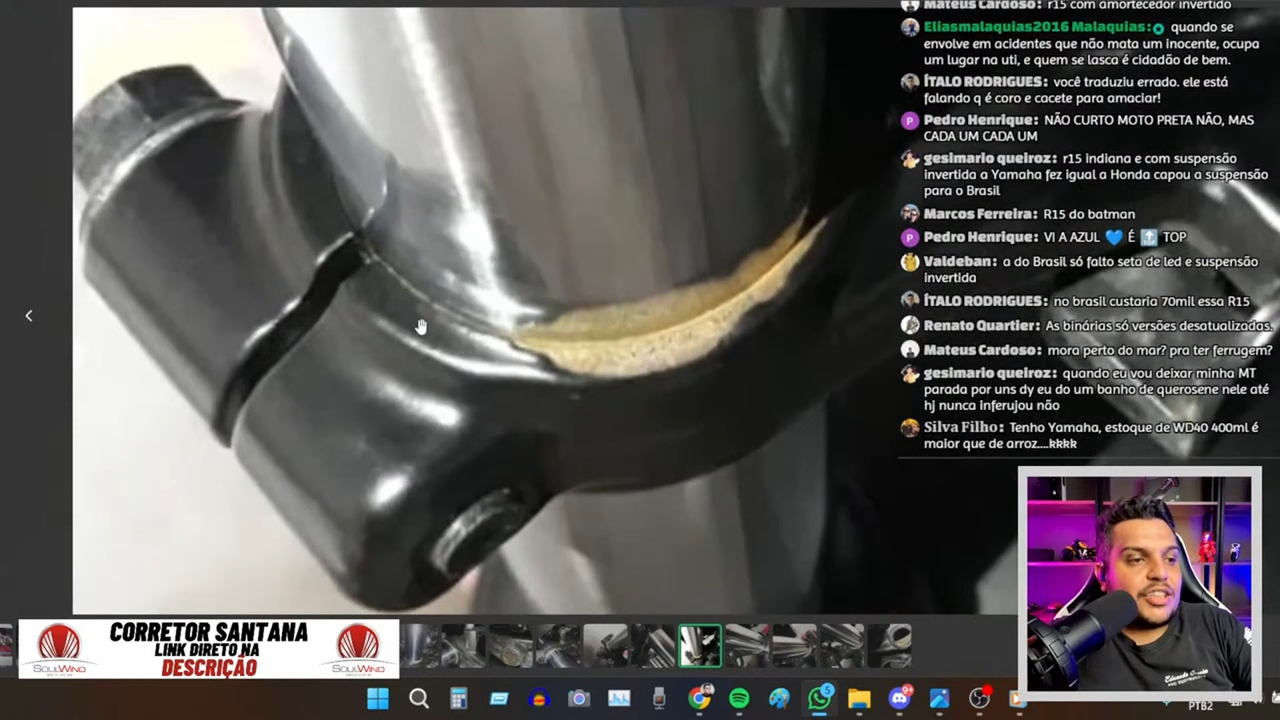 Mateus Cardoso: r15 com amortecedor invertido
Eliasmalaquias2016 Malaquias: quando se
envolve em acidentes que não mata um inocente, ocupa
um lugar na uti, e quem se lasca é cidadão de bem.
ÍTALO RODRIGUES: você traduziu errado. ele está
falando q é coro e cacete para amaciar!
P Pedro Henrique: NÃO CURTO MOTO PRETA NÃO, MAS
CADA UM CADA UM
gesimario queiroz: r15 indiana e com suspensão
invertida a Yamaha fez igual a Honda capou a suspensão
para o Brasil
Marcos Ferreira: R15 do batman
P Pedro Henrique: VI A AZUL 💙 É ⬆️ TOP
Valdeban: a do Brasil só falto seta de led e suspensão
invertida
ÍTALO RODRIGUES: no brasil custaria 70mil essa R15
Renato Quartier: As binárias só versões desatualizadas.
Mateus Cardoso: mora perto do mar? pra ter ferrugem?
gesimario queiroz: quando eu vou deixar minha MT
parada por uns dy eu do um banho de querosene nele até
hj nunca inferujou não
Silva Filho: Tenho Yamaha, estoque de WD40 400ml é
maior que de arroz....kkkk
CORRETOR SANTANA
LINK DIRETO NA
DESCRIÇÃO
SOULWIND
SOULWIND
5
9+
PTB2